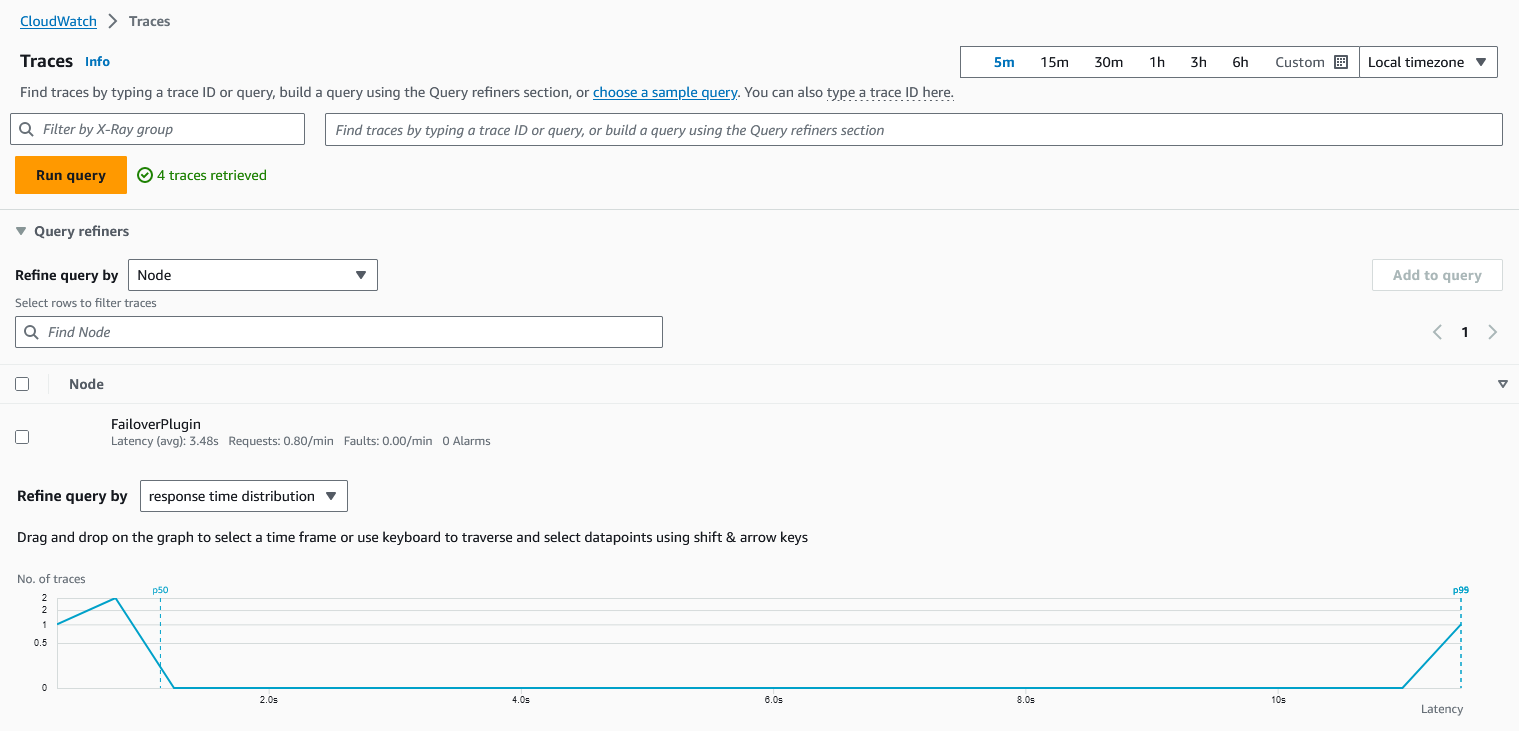 CloudWatch > Traces
Traces Info
5m 15m 30m 1h 3h 6h Custom Local timezone
Find traces by typing a trace ID or query, build a query using the Query refiners section, or choose a sample query. You can also type a trace ID here.
Filter by X-Ray group
Find traces by typing a trace ID or query, or build a query using the Query refiners section
Run query 4 traces retrieved
Query refiners
Refine query by Node Add to query
Select rows to filter traces
Find Node 1
Node
FailoverPlugin
Latency (avg): 3.48s Requests: 0.80/min Faults: 0.00/min 0 Alarms
Refine query by response time distribution
Drag and drop on the graph to select a time frame or use keyboard to traverse and select datapoints using shift & arrow keys
No. of traces
p50 p99
2
2
1
0.5
0
2.0s 4.0s 6.0s 8.0s 10s
Latency